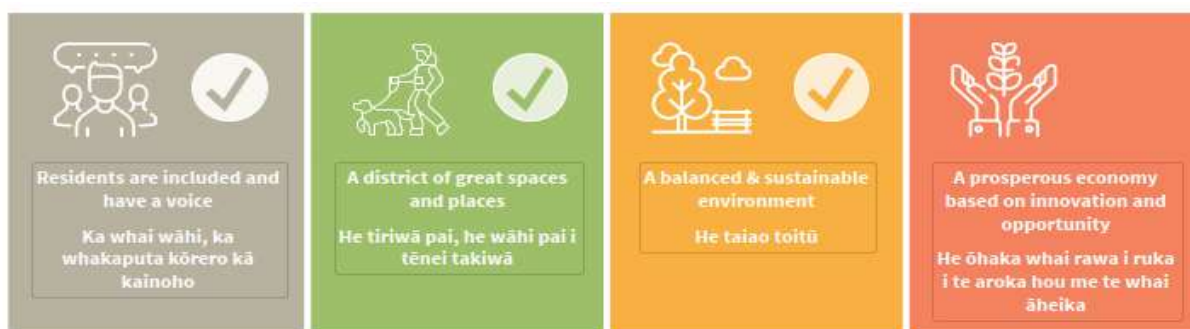 Residents are included and
have a voice
Ka whai wāhi, ka
whakaputa kōrero kā
kainoho
A district of great spaces
and places
He tiriwā pai, he wāhi pai i
tēnei takiwā
A balanced & sustainable
environment
He taiao toitū
A prosperous economy
based on innovation and
opportunity
He ōhaka whai rawa i ruka
i te aroka hou me te whai
āheika